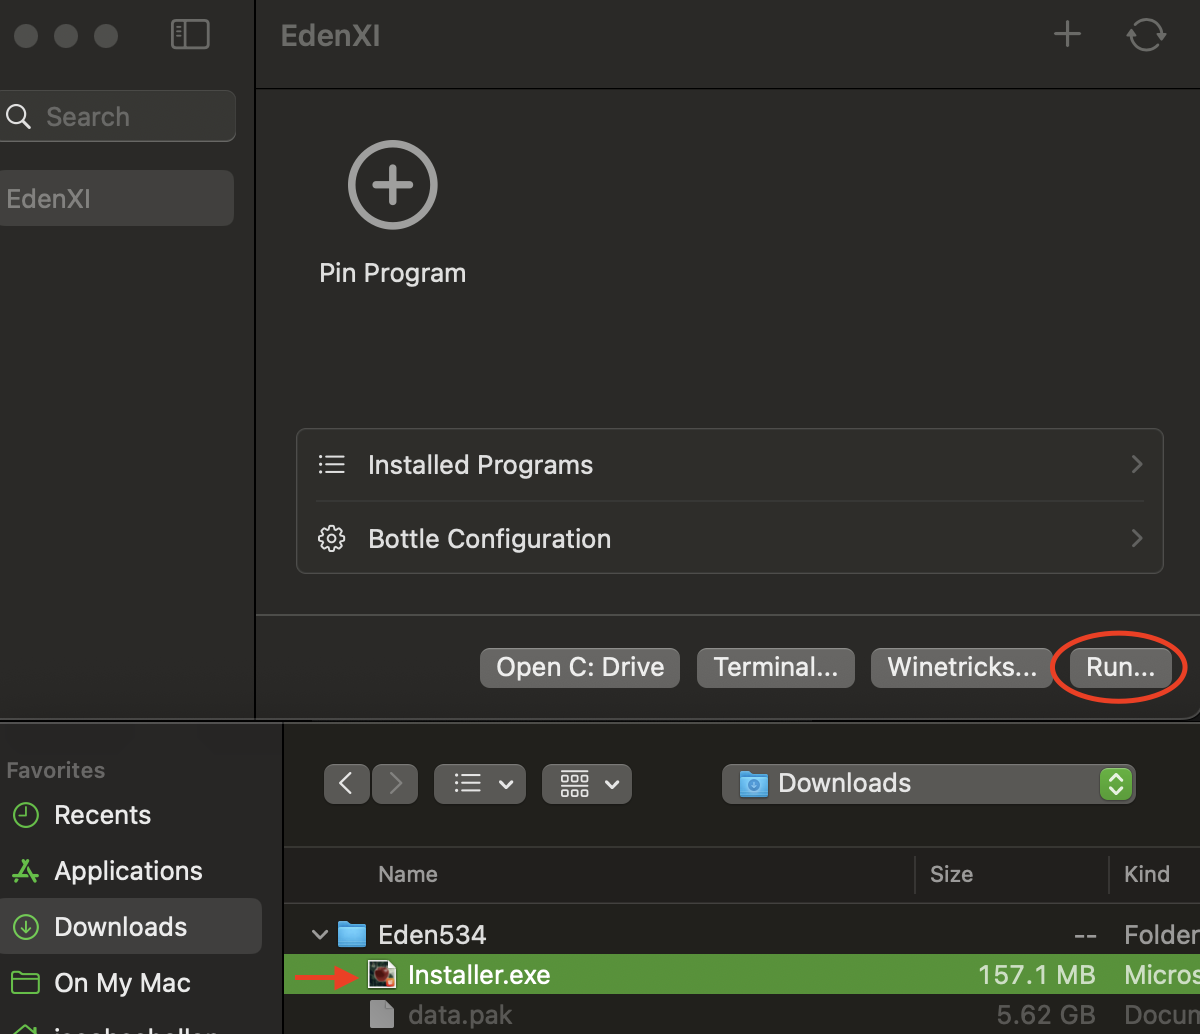 EdenXI
Search
EdenXI
Pin Program
Installed Programs
Bottle Configuration
Open C: Drive
Terminal...
Winetricks...
Run...
Favorites
Recents
Applications
Downloads
On My Mac
Downloads
Name
Size
Kind
Eden534
--
Folder
Installer.exe
157.1 MB
Micros
data.pak
5.62 GB
Docu